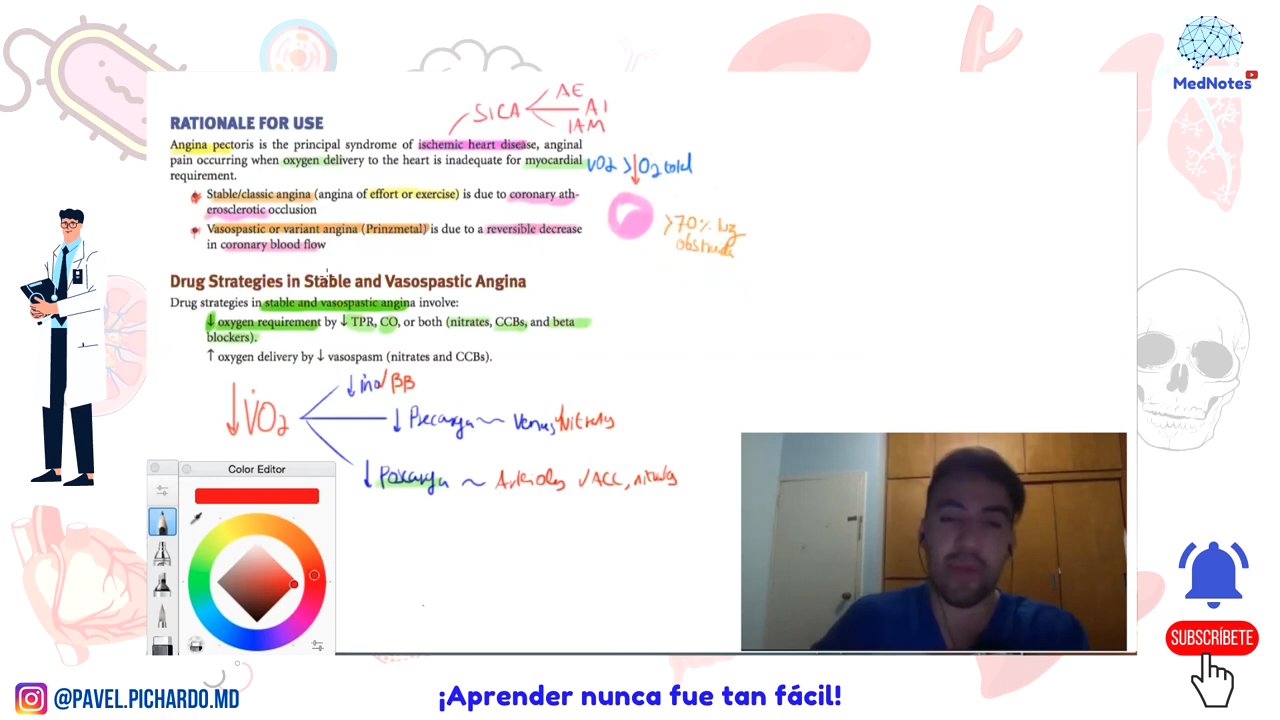 MedNotes
SICA
AE
AI
IAM
RATIONALE FOR USE
Angina pectoris is the principal syndrome of ischemic heart disease, anginal
pain occurring when oxygen delivery to the heart is inadequate for myocardial
requirement.
VO2 > ↓O2
Stable/classic angina (angina of effort or exercise) is due to coronary ath-
erosclerotic occlusion
>70% luz
Vasospastic or variant angina (Prinzmetal) is due to a reversible decrease
in coronary blood flow
Drug Strategies in Stable and Vasospastic Angina
Drug strategies in stable and vasospastic angina involve:
↓ oxygen requirement by ↓ TPR, CO, or both (nitrates, CCBs, and beta
blockers).
↑ oxygen delivery by ↓ vasospasm (nitrates and CCBs).
↓ VO2
↓ ino/BB
↓ Precarga ~ Venas/Nitratos
↓ Poscarga ~ Arteriolas
Color Editor
SUBSCRÍBETE
@PAVEL.PICHARDO.MD
¡Aprender nunca fue tan fácil!